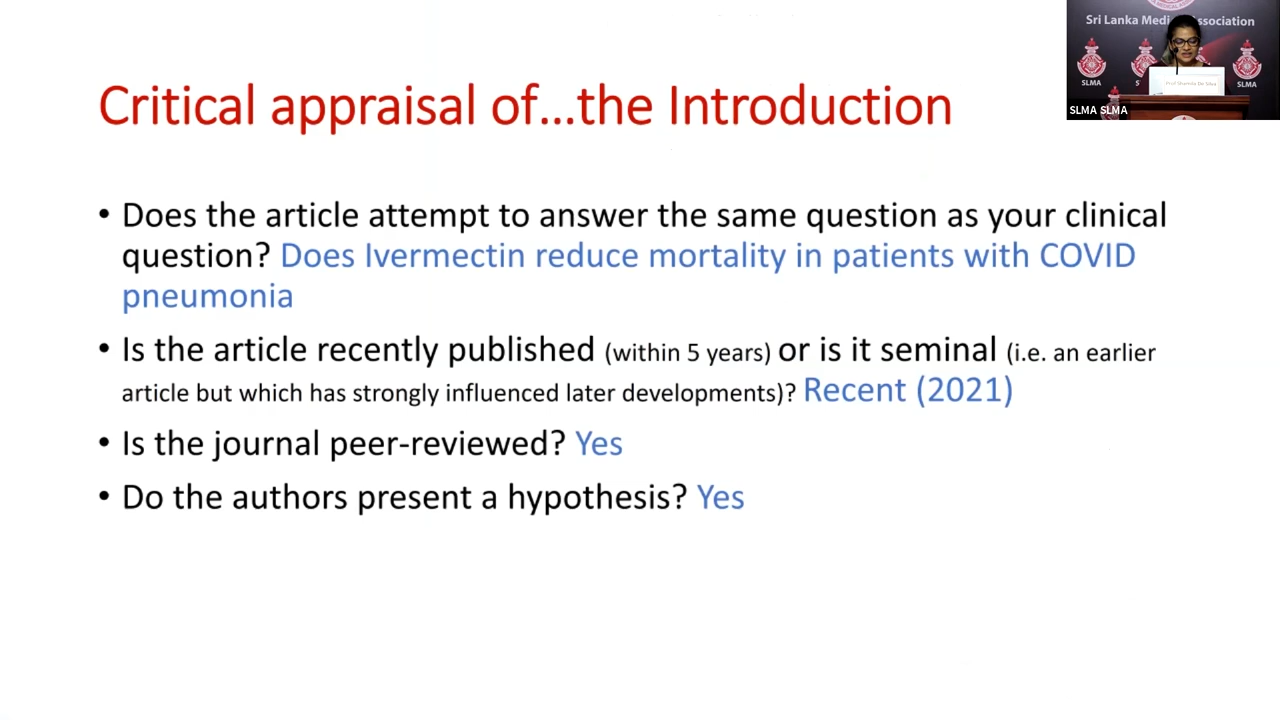 Sri Lanka Medi ssociation
SLMA
SLMA
SLMA SLMA
Critical appraisal of...the Introduction
• Does the article attempt to answer the same question as your clinical
question? Does Ivermectin reduce mortality in patients with COVID
pneumonia
• Is the article recently published (within 5 years) or is it seminal (i.e. an earlier
article but which has strongly influenced later developments)? Recent (2021)
• Is the journal peer-reviewed? Yes
• Do the authors present a hypothesis? Yes